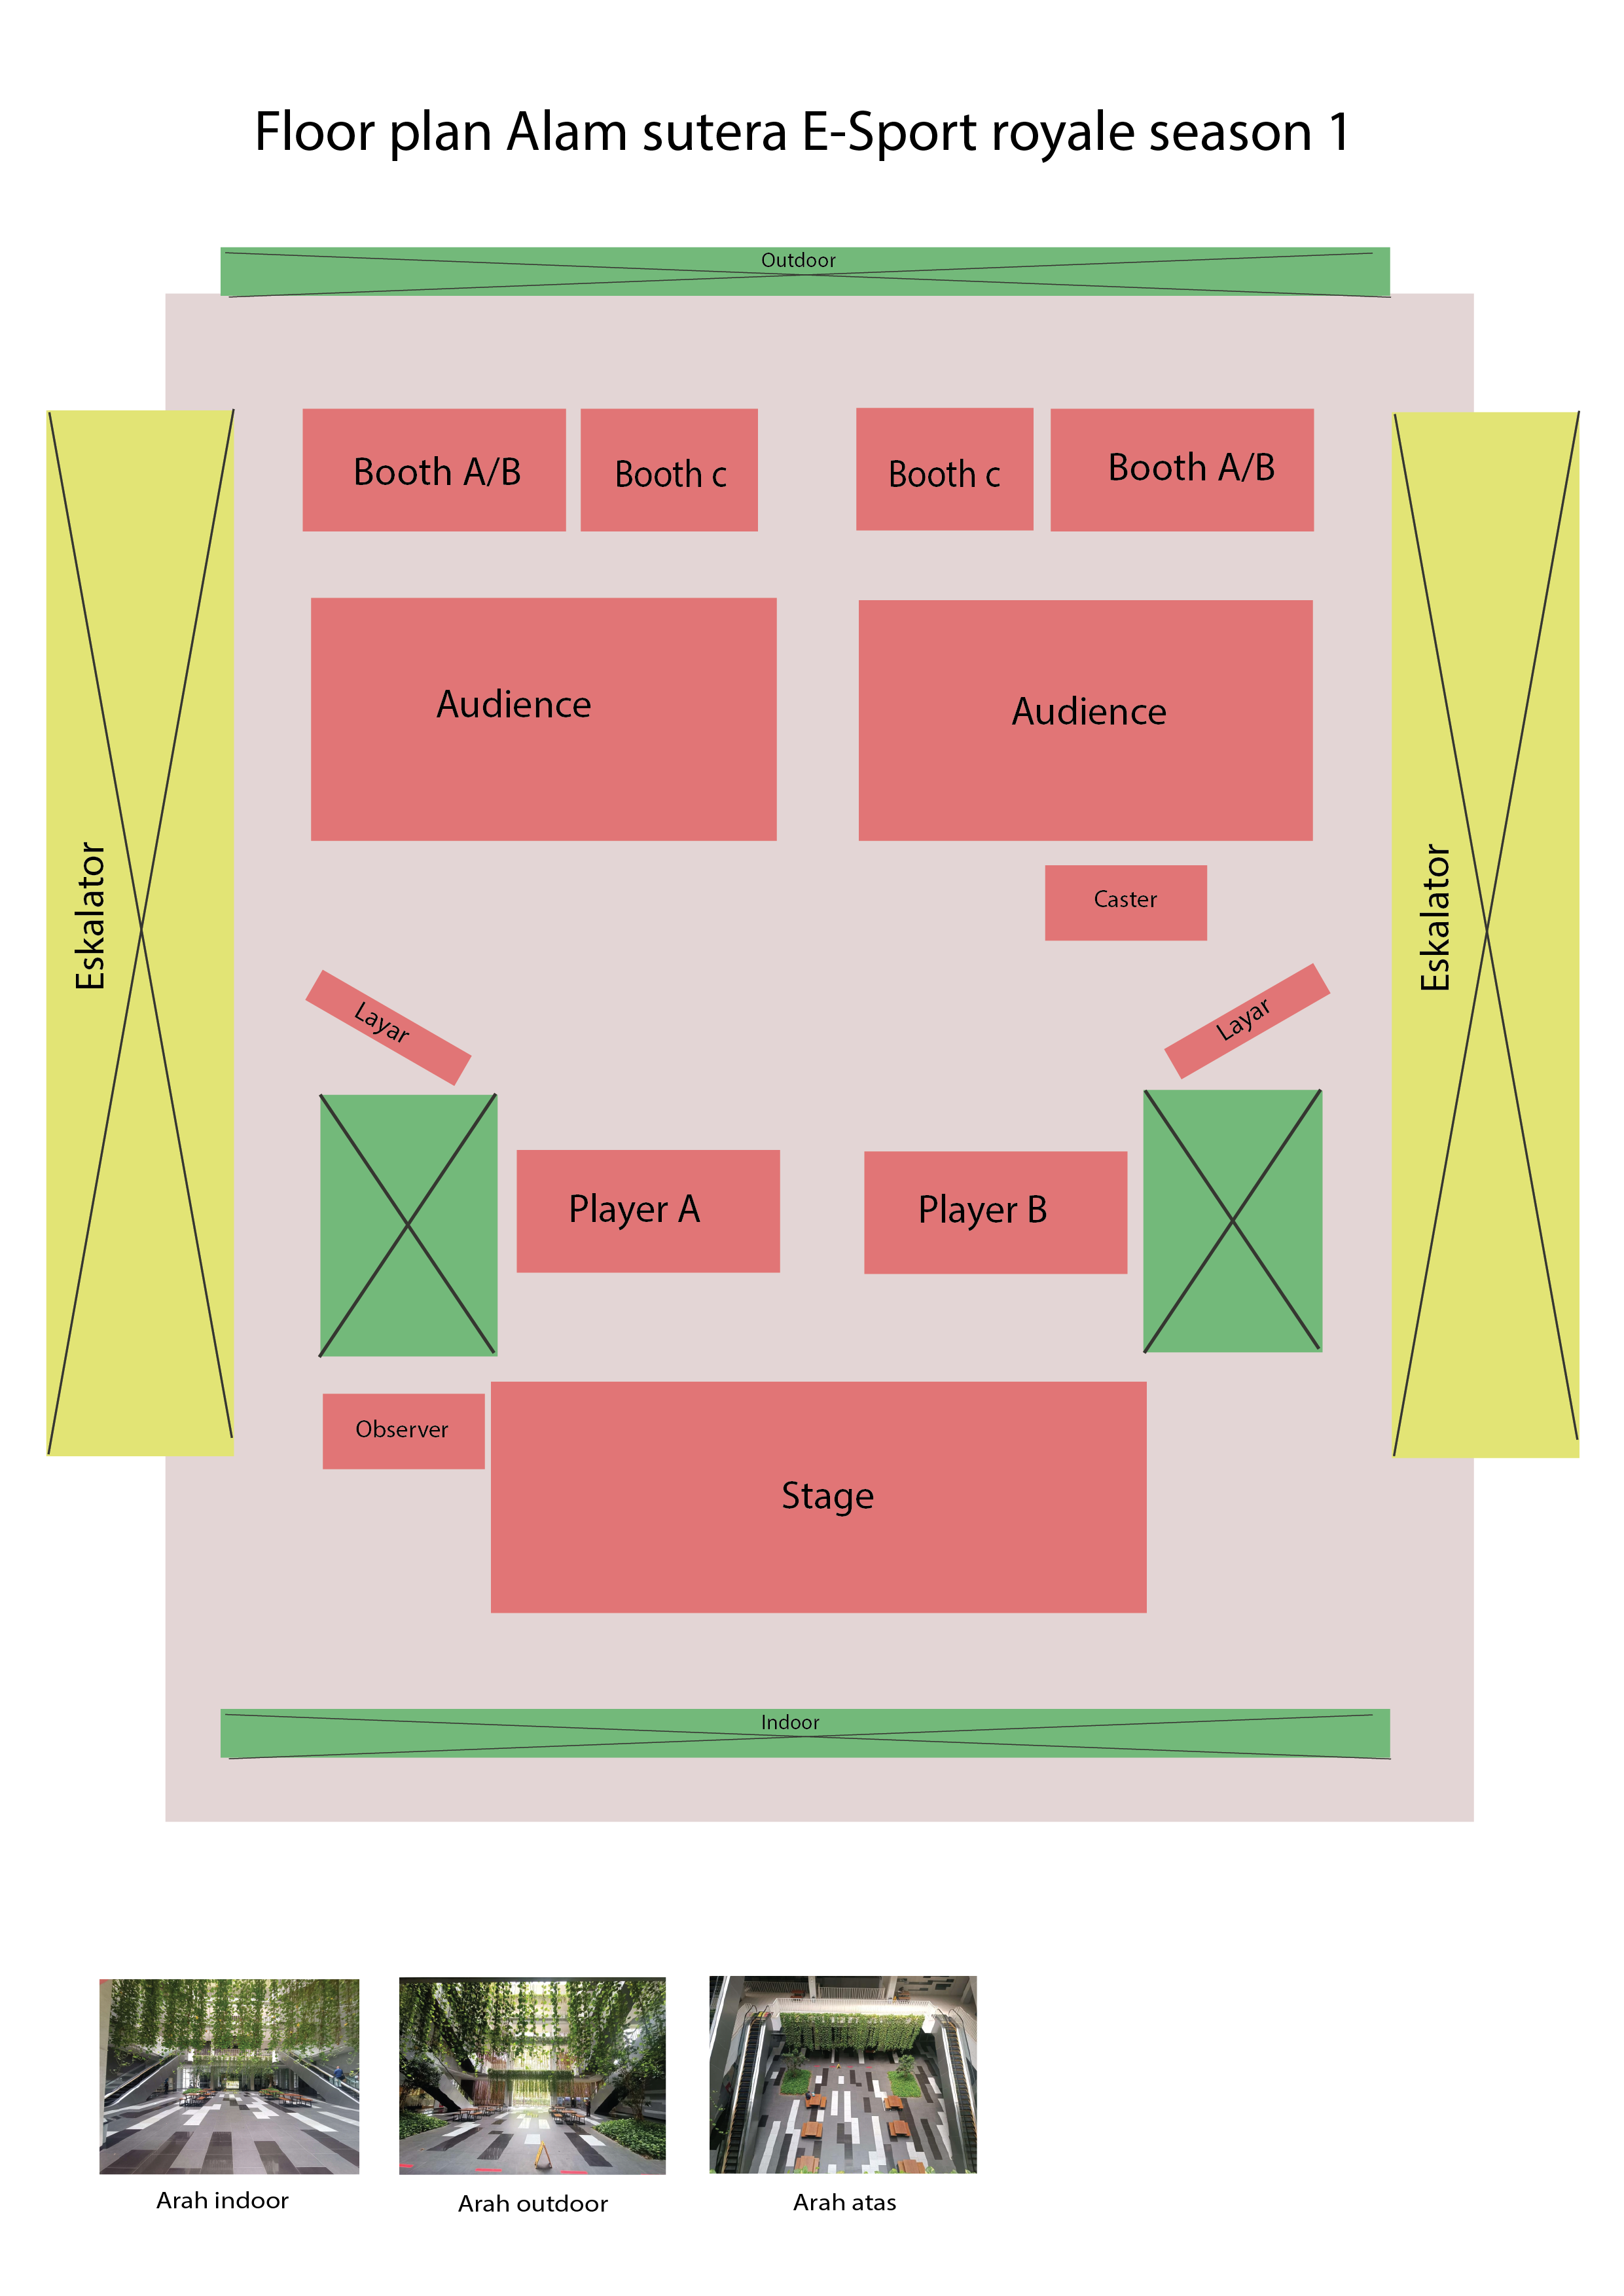 Floor plan Alam sutera E-Sport royale season 1
Outdoor
Booth A/B
Booth c
Booth c
Booth A/B
Audience
Audience
Eskalator
Eskalator
Caster
Layar
Layar
Player A
Player B
Observer
Stage
Indoor
Arah indoor
Arah outdoor
Arah atas